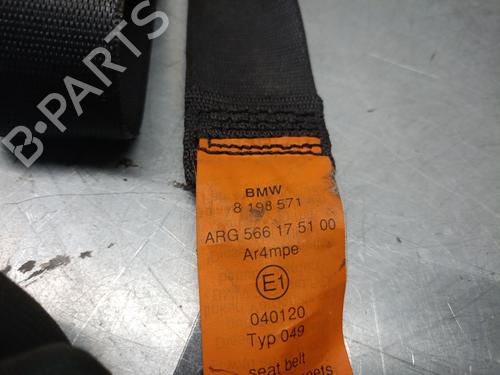 B-PARTS
BMW
8 198 571
ARG 566 17 51 00
Ar4mpe
E1
040120
Typ 049
seat belt